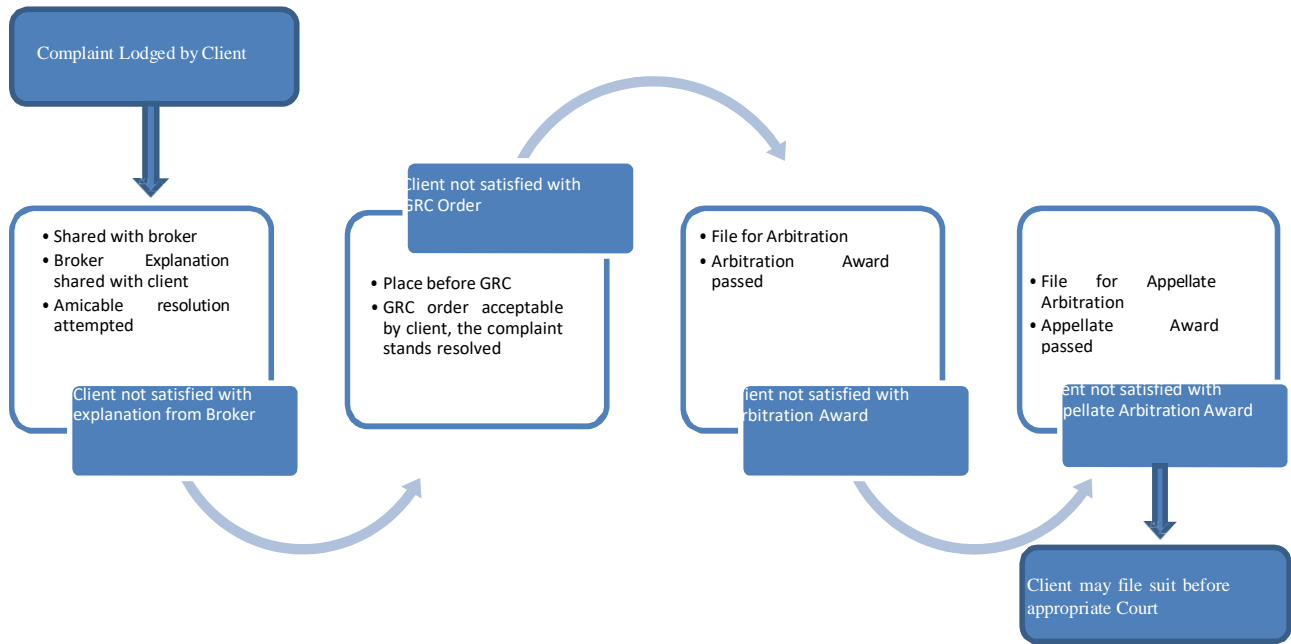 Complaint Lodged by Client
• Shared with broker
• Broker Explanation
shared with client
• Amicable resolution
attempted
Client not satisfied with
explanation from Broker
Client not satisfied with
GRC Order
• Place before GRC
• GRC order acceptable
by client, the complaint
stands resolved
• File for Arbitration
• Arbitration Award
passed
ient not satisfied with
rbitration Award
• File for Appellate
Arbitration
• Appellate Award
passed
ent not satisfied with
pellate Arbitration Award
Client may file suit before
appropriate Court